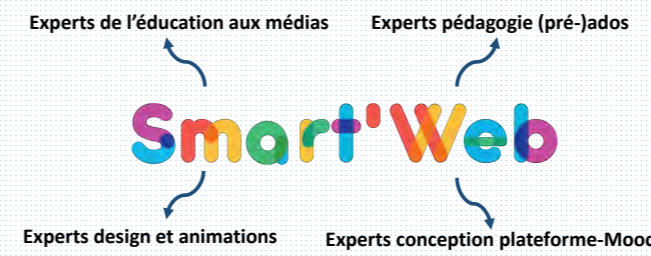 Experts de l'éducation aux médias
Experts pédagogie (pré-)ados
Smart'Web
Experts design et animations
Experts conception plateforme-Mooc